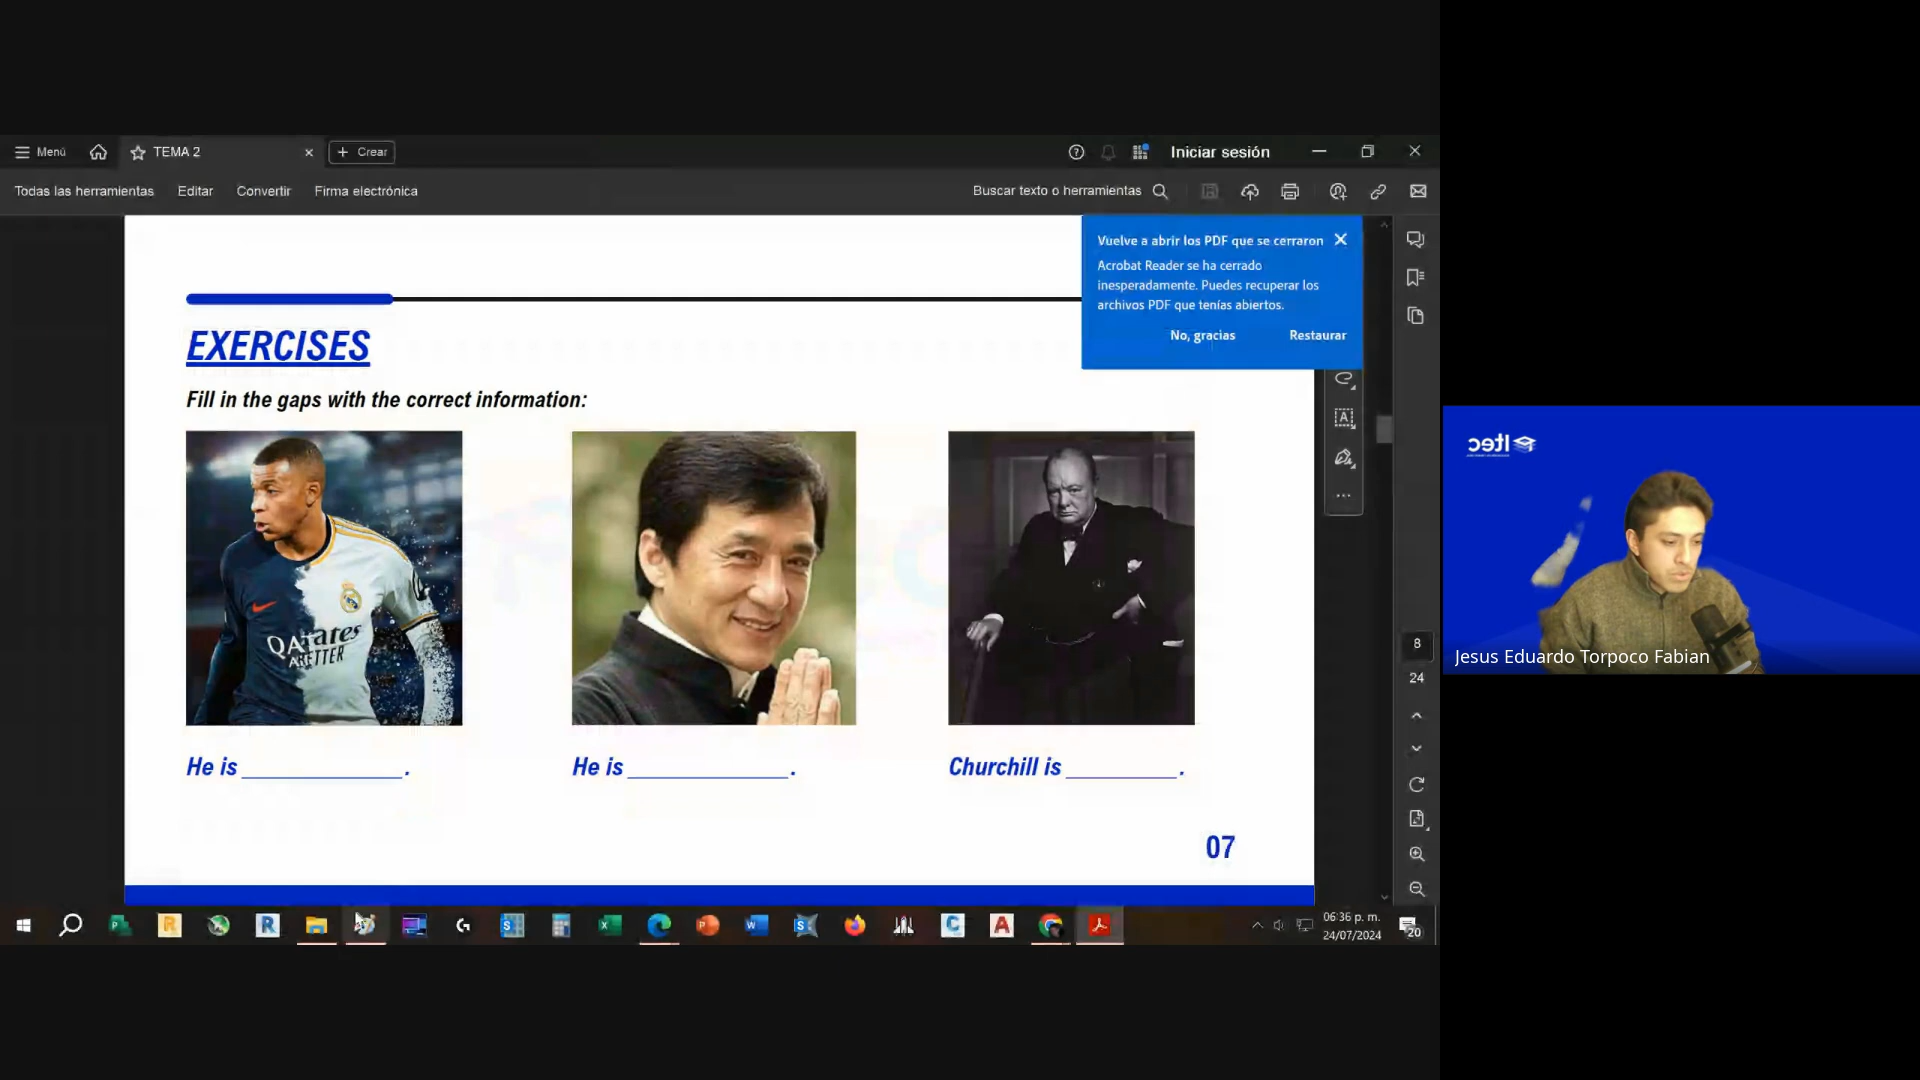 Menú
TEMA 2
Crear
Iniciar sesión
Todas las herramientas
Editar
Convertir
Firma electrónica
Buscar texto o herramientas
Vuelve a abrir los PDF que se cerraron
Acrobat Reader se ha cerrado
inesperadamente. Puedes recuperar los
archivos PDF que tenías abiertos.
No, gracias
Restaurar
EXERCISES
Fill in the gaps with the correct information:
He is ____________.
He is ____________.
Churchill is ________.
07
8
24
Itec
Jesus Eduardo Torpoco Fabian
06:36 p. m.
24/07/2024
20